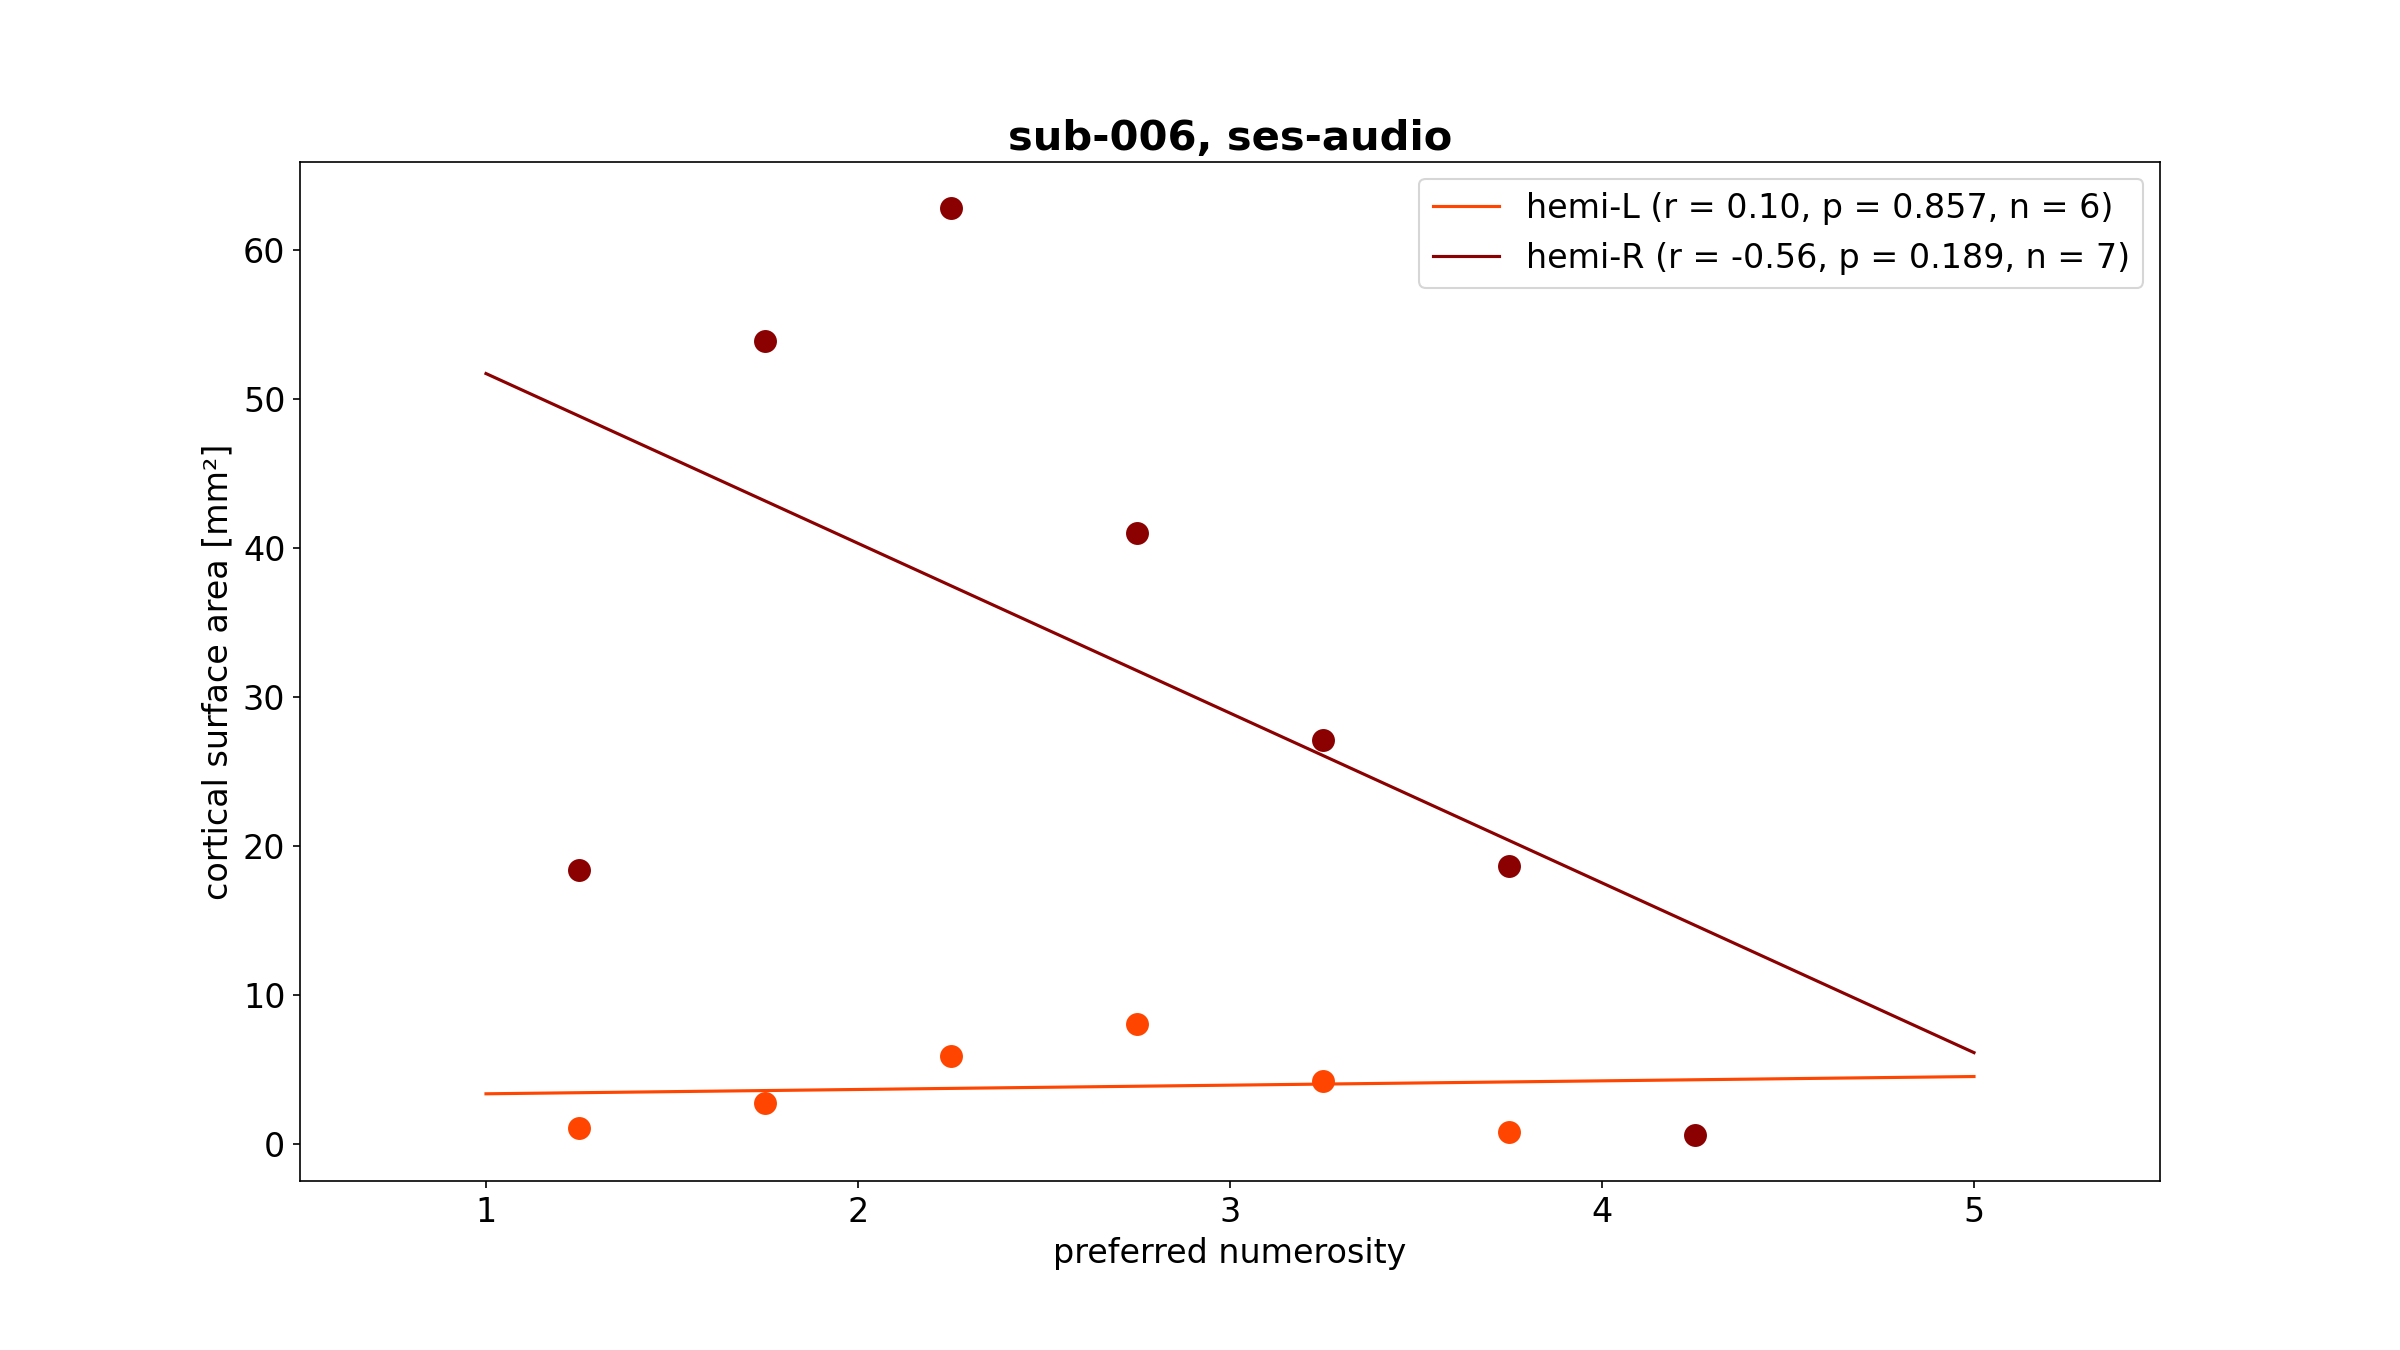 sub-006, ses-audio
hemi-L (r = 0.10, p = 0.857, n = 6)
hemi-R (r = -0.56, p = 0.189, n = 7)
cortical surface area [mm²]
60
50
40
30
20
10
0
1 2 3 4 5
preferred numerosity